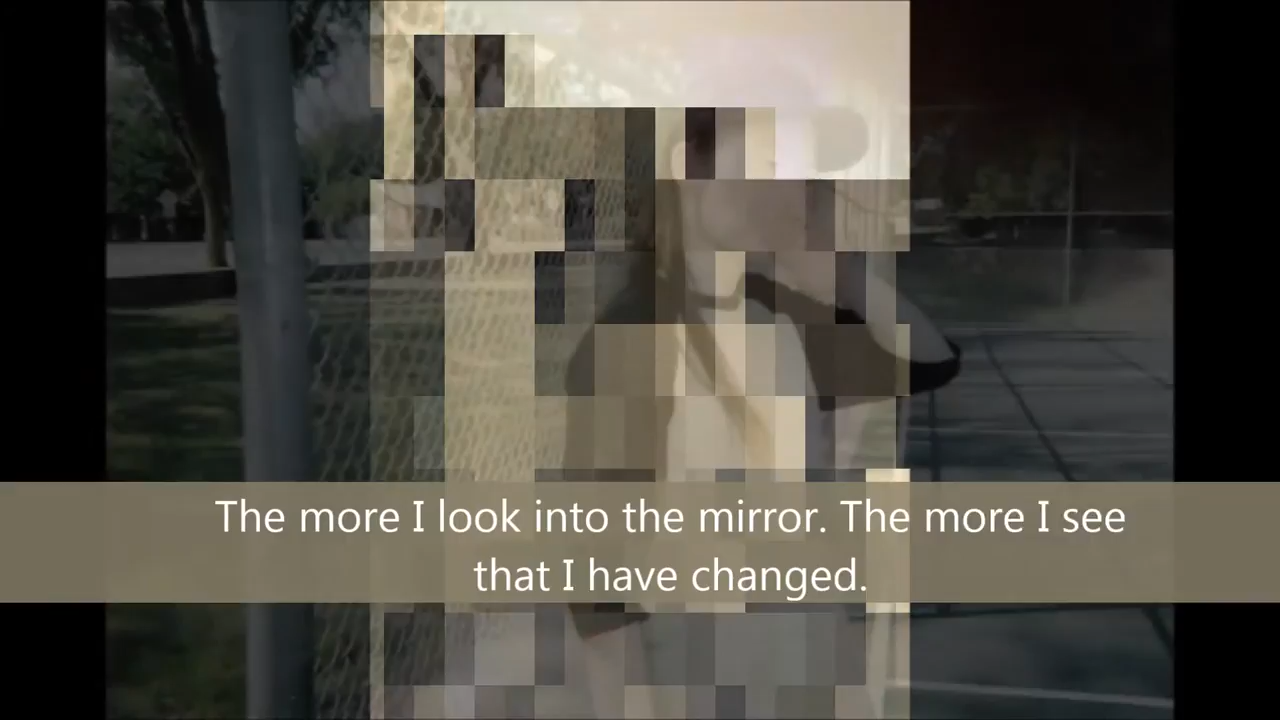 The more I look into the mirror. The more I see
that I have changed.